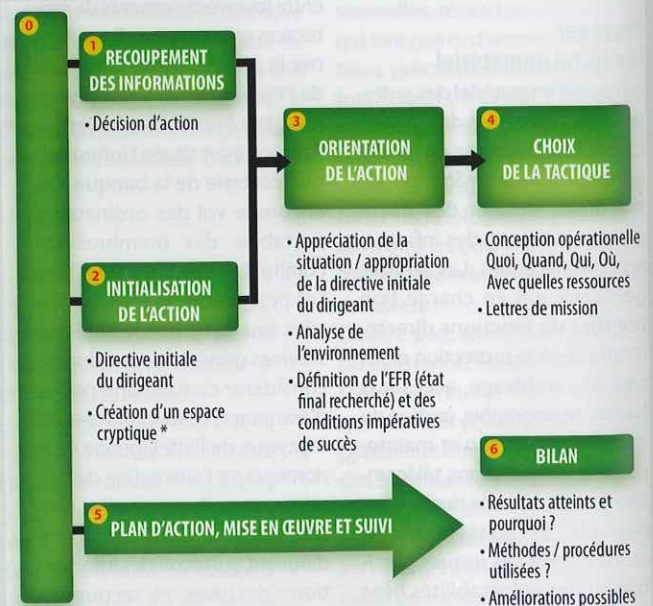 0
1
RECOUPEMENT
DES INFORMATIONS
• Décision d'action
2
INITIALISATION
DE L'ACTION
• Directive initiale
du dirigeant
• Création d'un espace
cryptique *
3
ORIENTATION
DE L'ACTION
• Appréciation de la
situation / appropriation
de la directive initiale
du dirigeant
• Analyse de
l'environnement
• Définition de l'EFR (état
final recherché) et des
conditions impératives
de succès
4
CHOIX
DE LA TACTIQUE
• Conception opérationelle
Quoi, Quand, Qui, Où,
Avec quelles ressources
• Lettres de mission
5
PLAN D'ACTION, MISE EN ŒUVRE ET SUIVI
6
BILAN
• Résultats atteints et
pourquoi ?
• Méthodes / procédures
utilisées ?
• Améliorations possibles